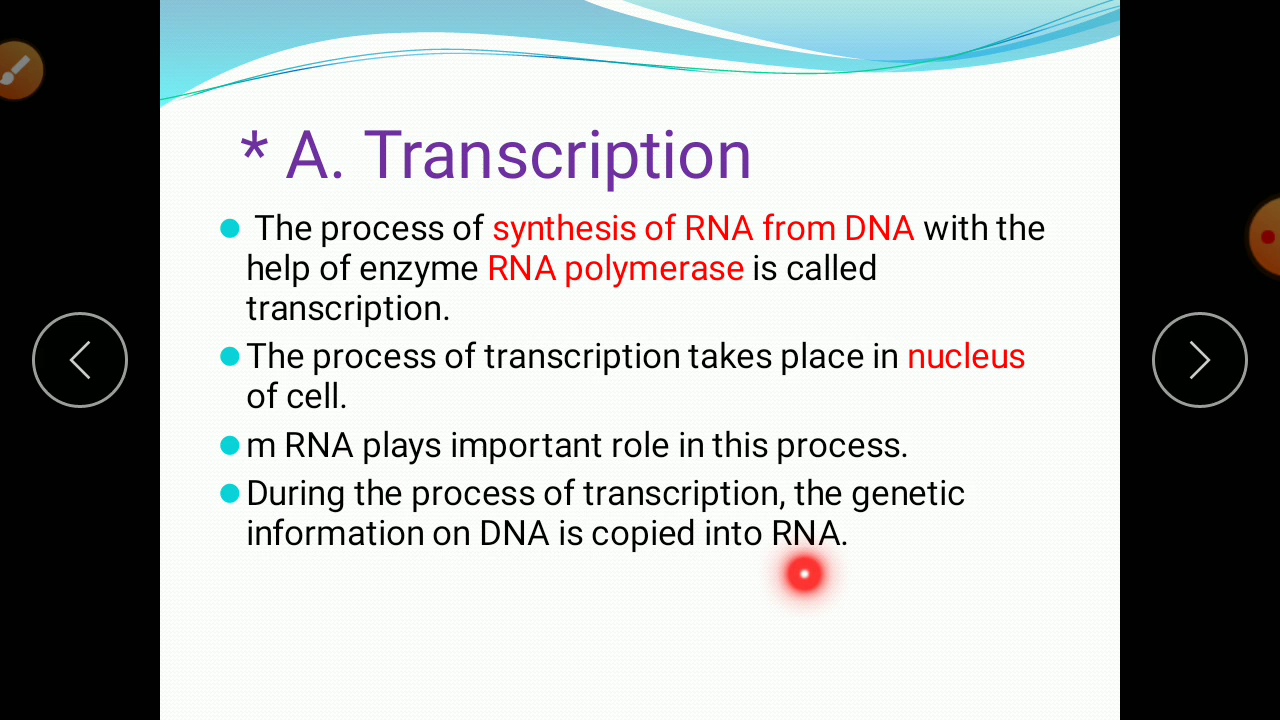 * A. Transcription
The process of synthesis of RNA from DNA with the
help of enzyme RNA polymerase is called
transcription.
The process of transcription takes place in nucleus
of cell.
m RNA plays important role in this process.
During the process of transcription, the genetic
information on DNA is copied into RNA.